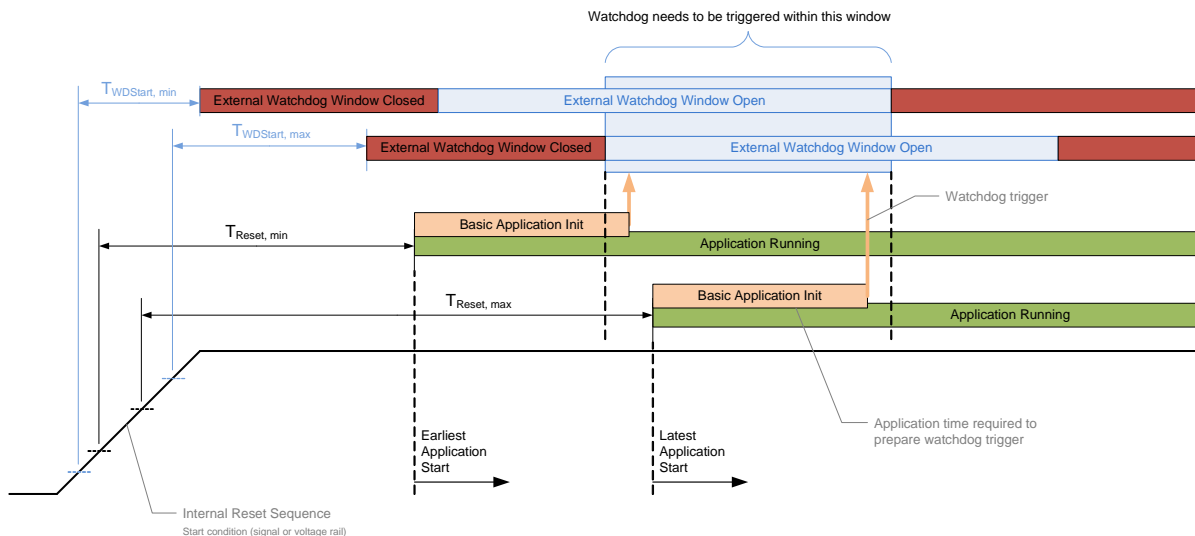 Watchdog needs to be triggered within this window
TWDStart, min
External Watchdog Window Closed
External Watchdog Window Open
TWDStart, max
External Watchdog Window Closed
External Watchdog Window Open
Watchdog trigger
Basic Application Init
TReset, min
Application Running
Basic Application Init
TReset, max
Application Running
Earliest
Application
Start
Latest
Application
Start
Application time required to
prepare watchdog trigger
Internal Reset Sequence
Start condition (signal or voltage rail)